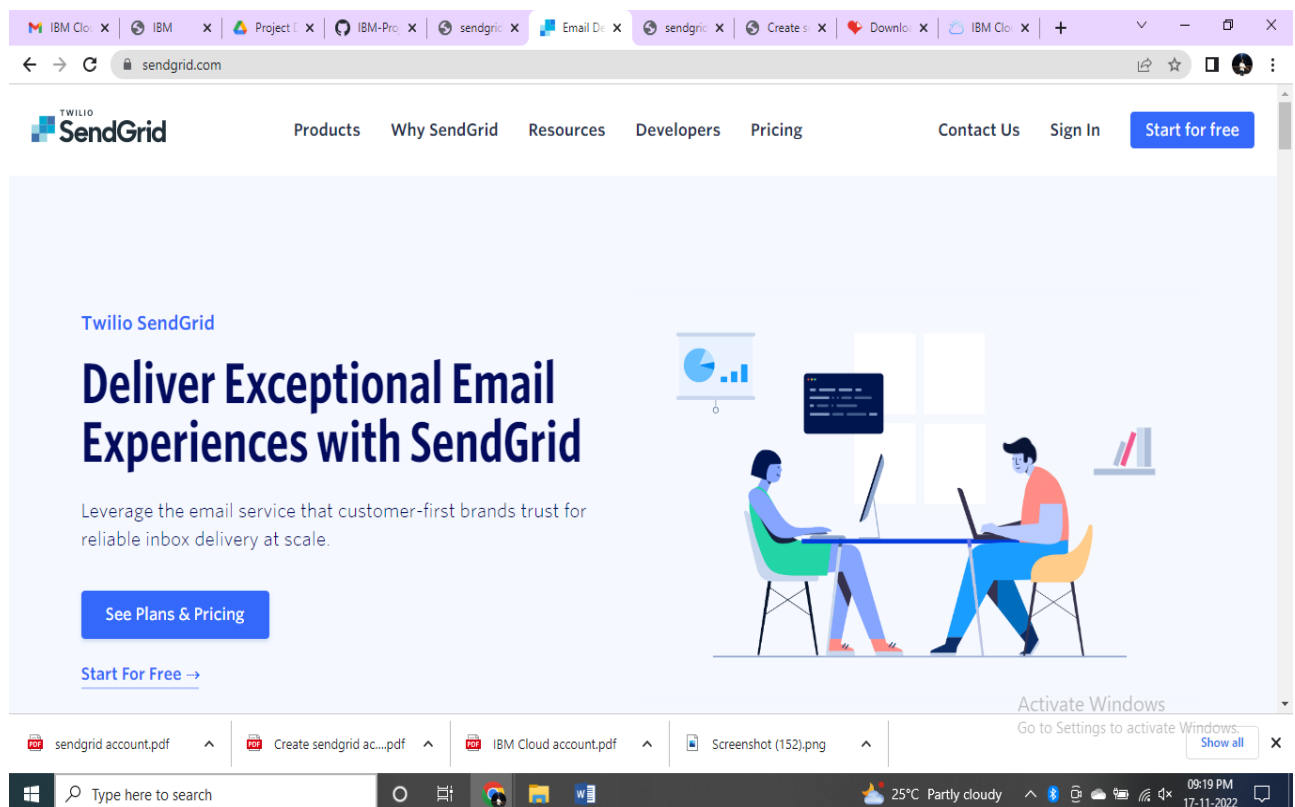 IBM Clo
IBM
Project D
IBM-Proj
sendgric
Email De
sendgric
Create s
Downlo
IBM Clo
sendgrid.com
TWILIO
SendGrid
Products
Why SendGrid
Resources
Developers
Pricing
Contact Us
Sign In
Start for free
Twilio SendGrid
Deliver Exceptional Email
Experiences with SendGrid
Leverage the email service that customer-first brands trust for
reliable inbox delivery at scale.
See Plans & Pricing
Start For Free →
Activate Windows
Go to Settings to activate Windows.
sendgrid account.pdf
Create sendgrid ac....pdf
IBM Cloud account.pdf
Screenshot (152).png
Show all
Type here to search
25°C Partly cloudy
09:19 PM
17-11-2022